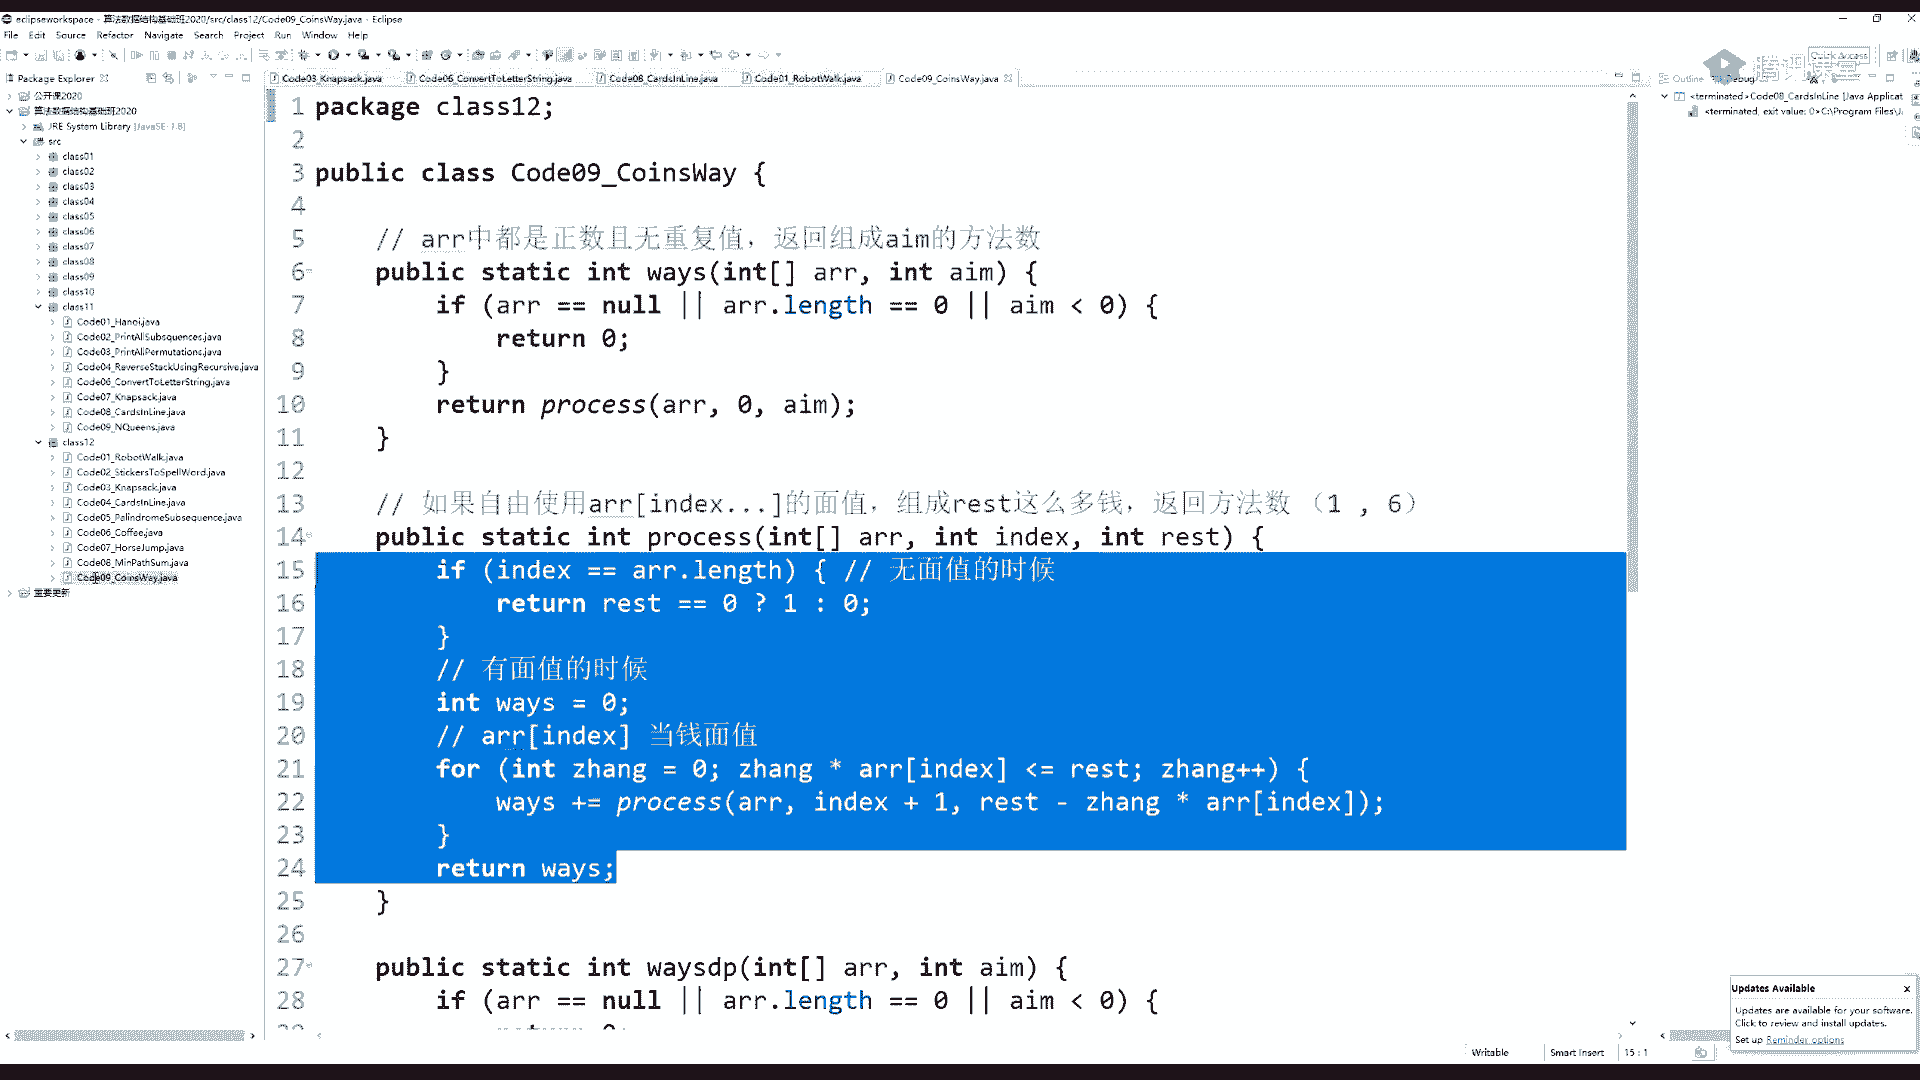 eclipseworkspace - 算法数据结构基础班2020/src/class12/Code09_CoinsWay.java - Eclipse
File Edit Source Refactor Navigate Search Project Run Window Help
Quick Access
Package Explorer
Code03_Knapsack.java Code06_ConvertToLetterString.java Code08_CardsInLine.java Code01_RobotWalk.java Code09_CoinsWay.java
Outline Debug
公开课2020
算法数据结构基础班2020
JRE System Library [JavaSE-1.8]
src
class01
class02
class03
class04
class05
class06
class07
class08
class09
class10
class11
Code01_Hanoi.java
Code02_PrintAllSubsquences.java
Code03_PrintAllPermutations.java
Code04_ReverseStackUsingRecursive.java
Code06_ConvertToLetterString.java
Code07_Knapsack.java
Code08_CardsInLine.java
Code09_NQueens.java
class12
Code01_RobotWalk.java
Code02_StickersToSpellWord.java
Code03_Knapsack.java
Code04_CardsInLine.java
Code05_PalindromeSubsequence.java
Code06_Coffee.java
Code07_HorseJump.java
Code08_MinPathSum.java
Code09_CoinsWay.java
重要更新
1 package class12;
2
3 public class Code09_CoinsWay {
4
5 // arr中都是正数且无重复值，返回组成aim的方法数
6 public static int ways(int[] arr, int aim) {
7 if (arr == null || arr.length == 0 || aim < 0) {
8 return 0;
9 }
10 return process(arr, 0, aim);
11 }
12
13 // 如果自由使用arr[index...]的面值，组成rest这么多钱，返回方法数 （1 , 6）
14 public static int process(int[] arr, int index, int rest) {
15 if (index == arr.length) { // 无面值的时候
16 return rest == 0 ? 1 : 0;
17 }
18 // 有面值的时候
19 int ways = 0;
20 // arr[index] 当钱面值
21 for (int zhang = 0; zhang * arr[index] <= rest; zhang++) {
22 ways += process(arr, index + 1, rest - zhang * arr[index]);
23 }
24 return ways;
25 }
26
27 public static int waysdp(int[] arr, int aim) {
28 if (arr == null || arr.length == 0 || aim < 0) {
<terminated>Code08_CardsInLine [Java Applicat
<terminated, exit value: 0>C:\Program Files\J
Updates Available
Updates are available for your software.
Click to review and install updates.
Set up Reminder options
Writable Smart Insert 15 : 1